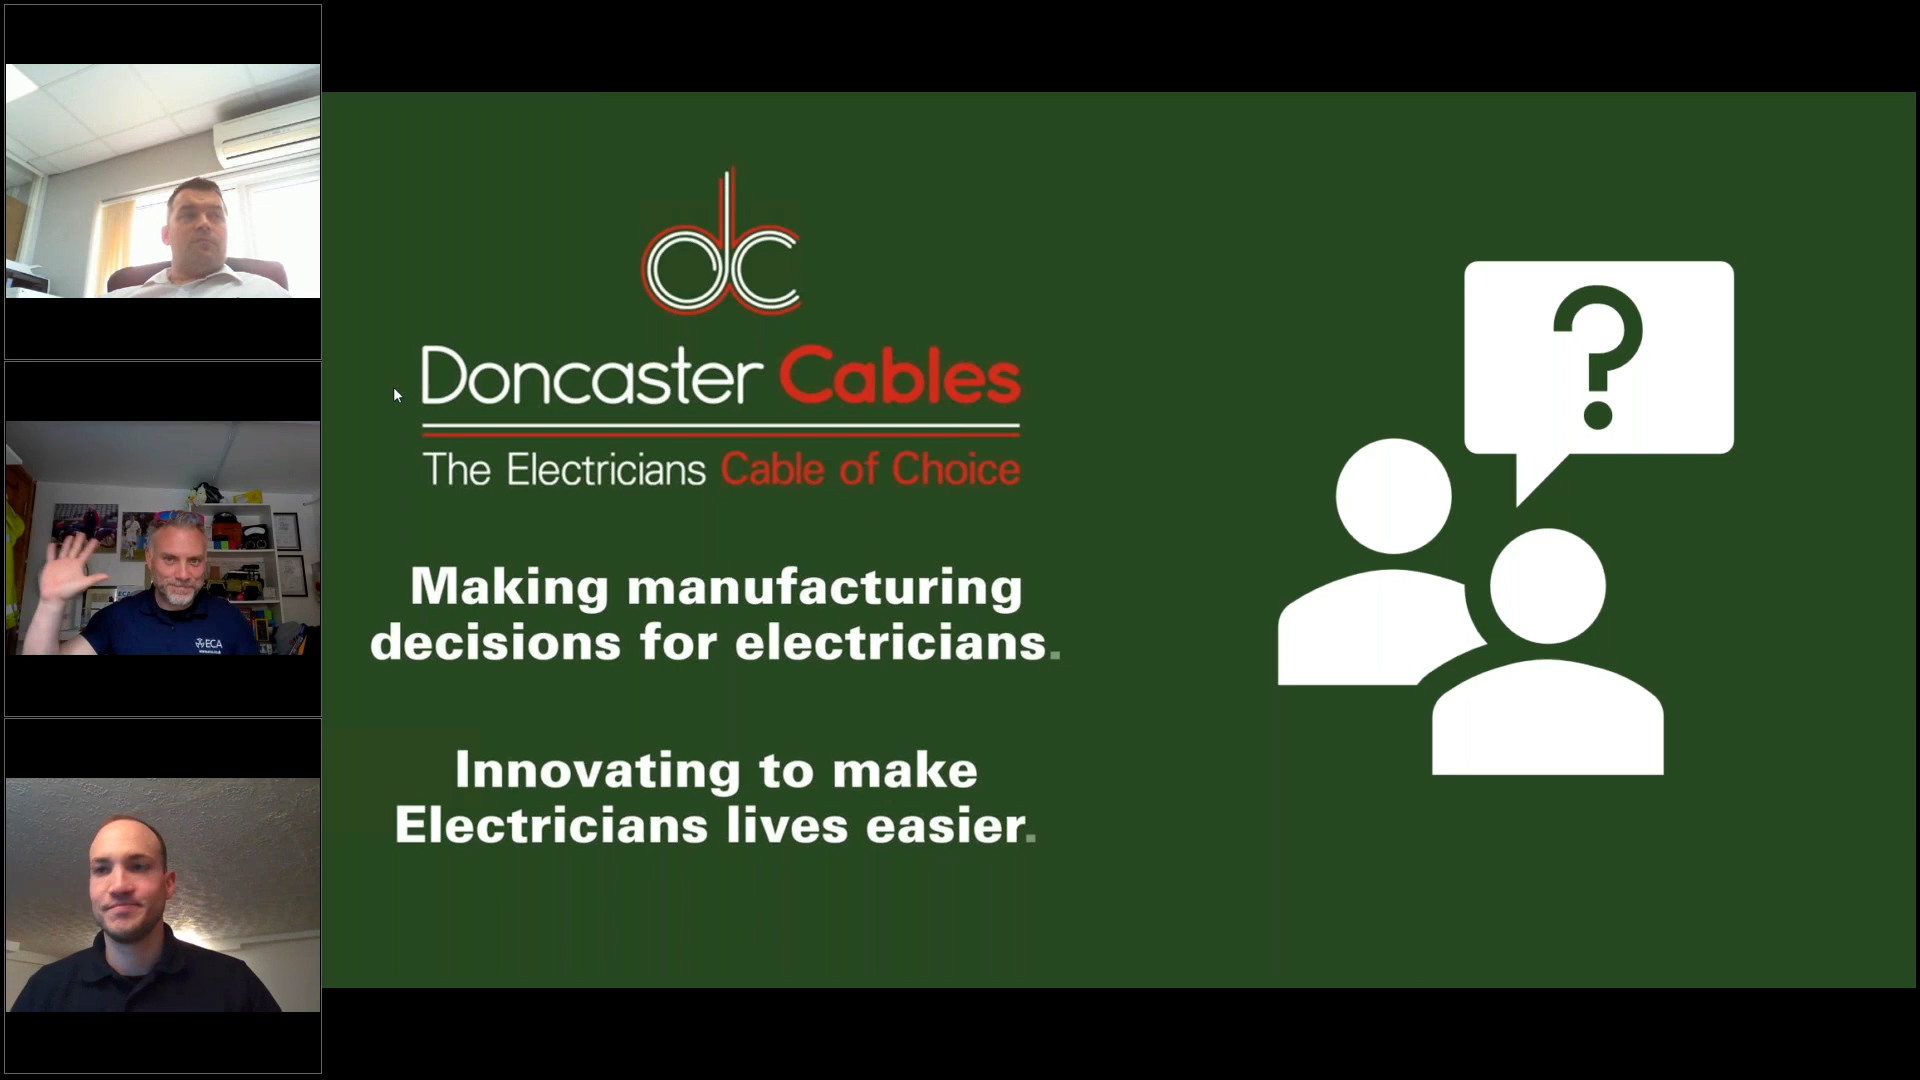 dc
Doncaster Cables
The Electricians Cable of Choice
Making manufacturing
decisions for electricians.
Innovating to make
Electricians lives easier.
?
ECA